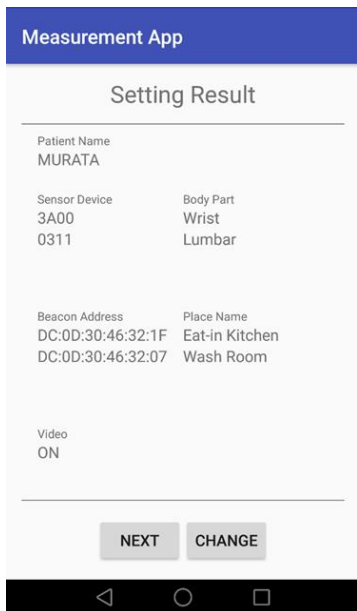 Measurement App
Setting Result
Patient Name
MURATA
Sensor Device Body Part
3A00 Wrist
0311 Lumbar
Beacon Address Place Name
DC:0D:30:46:32:1F Eat-in Kitchen
DC:0D:30:46:32:07 Wash Room
Video
ON
NEXT CHANGE